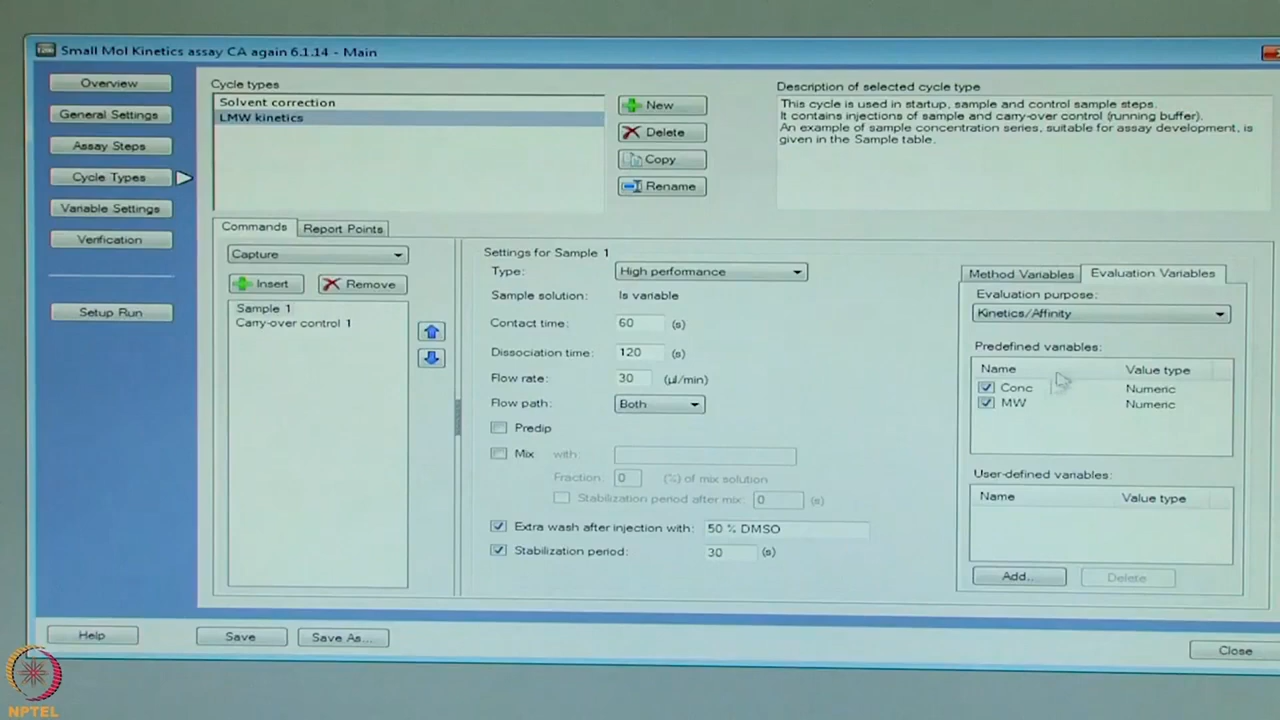 Small Mol Kinetics assay CA again 6.1.14 - Main
Overview
General Settings
Assay Steps
Cycle Types
Variable Settings
Verification
Setup Run
Cycle types
Solvent correction
LMW kinetics
New
Delete
Copy
Rename
Description of selected cycle type
This cycle is used in startup, sample and control sample steps.
It contains injections of sample and carry-over control (running buffer).
An example of sample concentration series, suitable for assay development, is
given in the Sample table.
Commands Report Points
Capture
Insert Remove
Sample 1
Carry-over control 1
Settings for Sample 1
Type: High performance
Sample solution: Is variable
Contact time: 60 (s)
Dissociation time: 120 (s)
Flow rate: 30 (µl/min)
Flow path: Both
Predip
Mix with
Fraction: 0 (%) of mix solution
Stabilization period after mix: 0 (s)
Extra wash after injection with: 50 % DMSO
Stabilization period: 30 (s)
Method Variables Evaluation Variables
Evaluation purpose:
Kinetics/Affinity
Predefined variables:
Name Value type
Conc Numeric
MW Numeric
User-defined variables:
Name Value type
Add.. Delete
Help Save Save As... Close
NPTEL